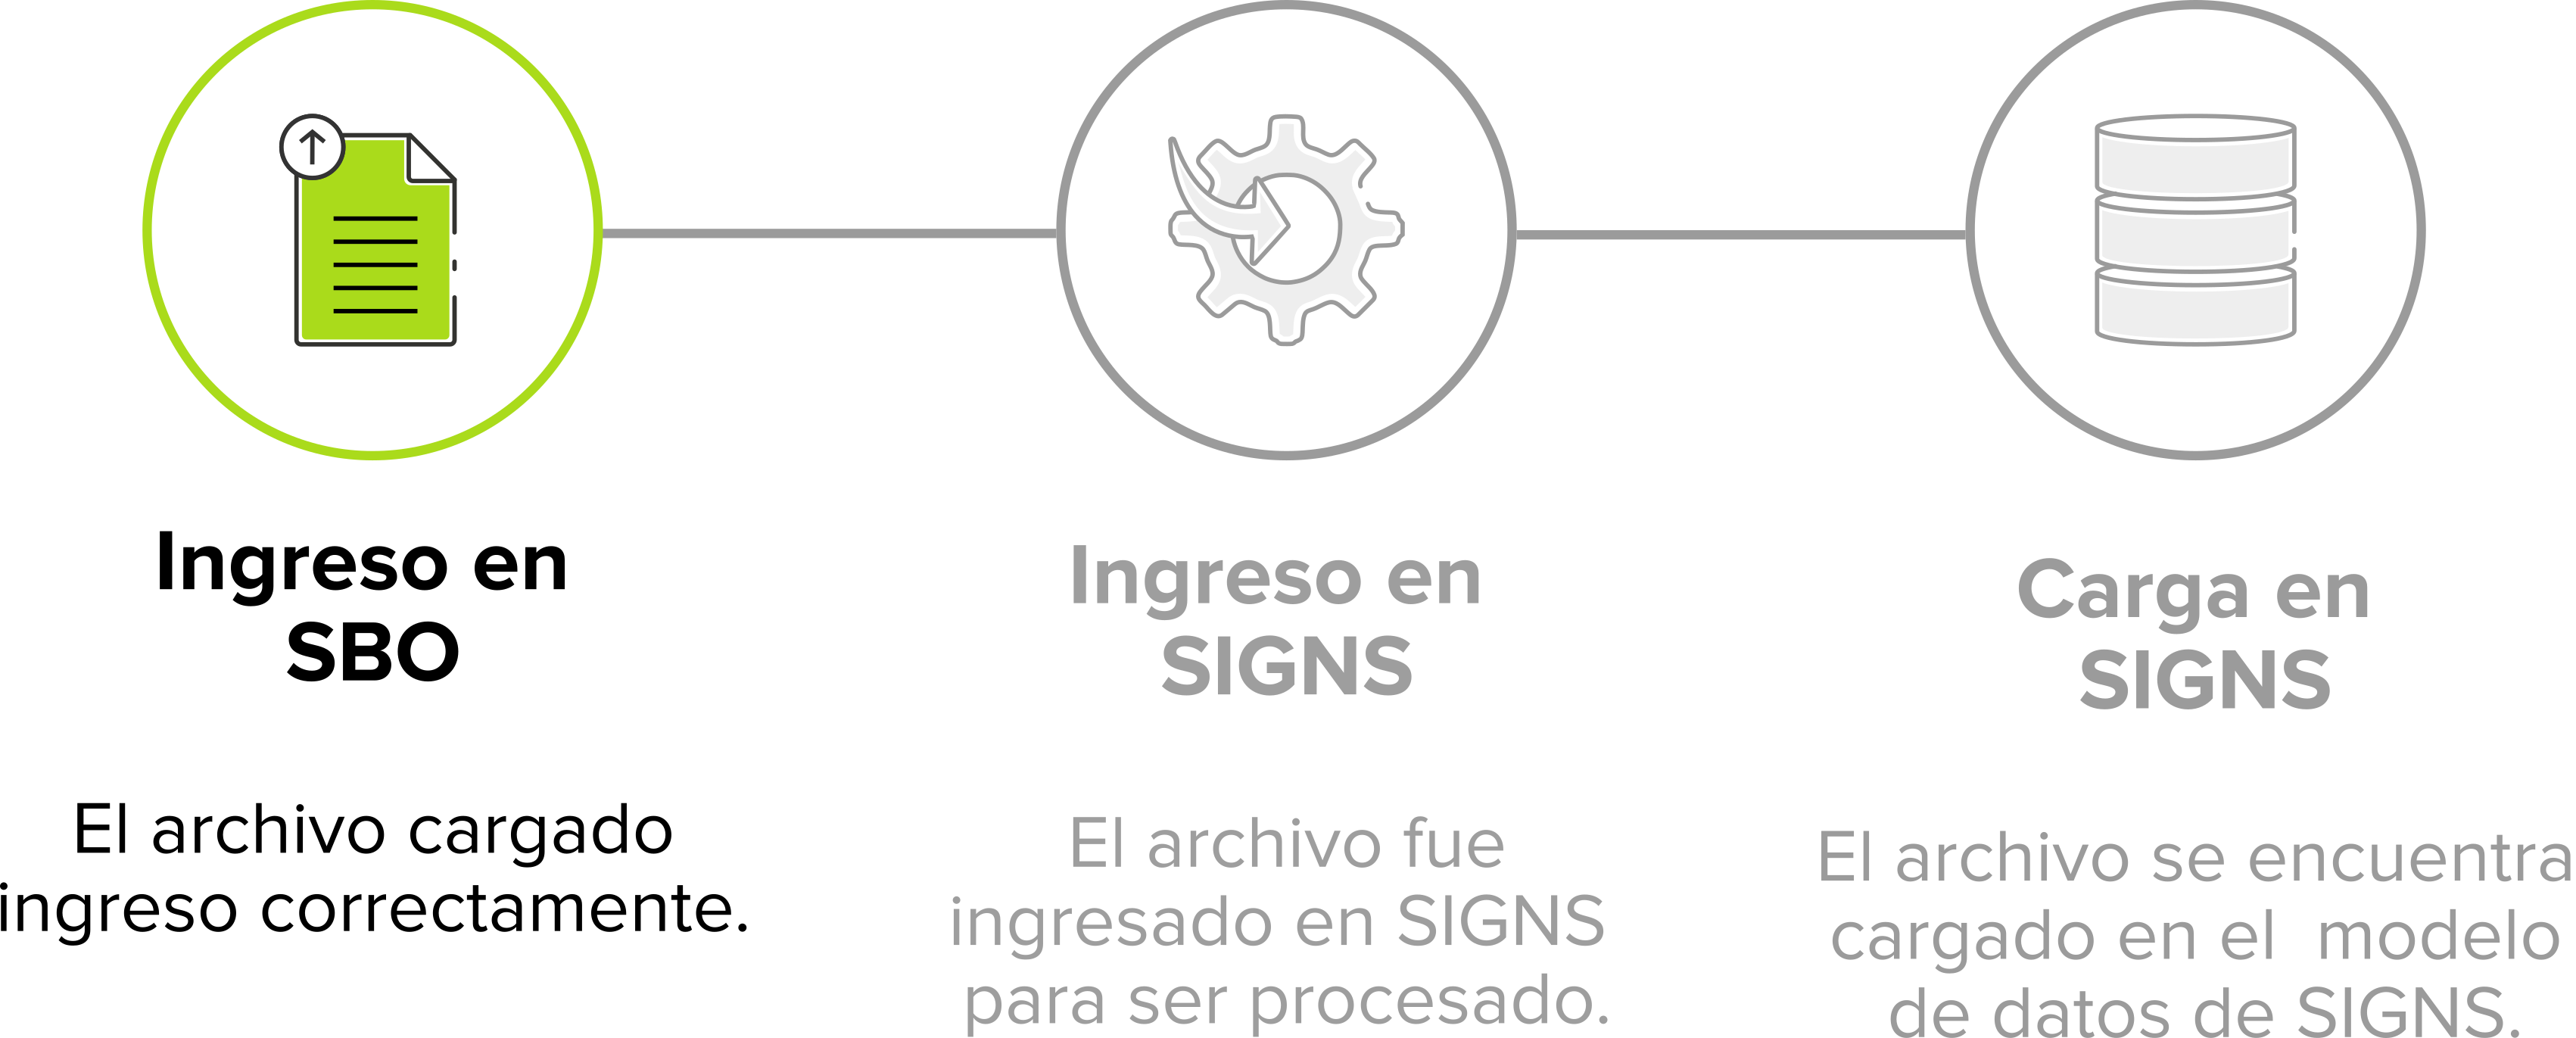 Ingreso en
SBO
El archivo cargado
ingreso correctamente.
Ingreso en
SIGNS
El archivo fue
ingresado en SIGNS
para ser procesado.
Carga en
SIGNS
El archivo se encuentra
cargado en el  modelo
de datos de SIGNS.